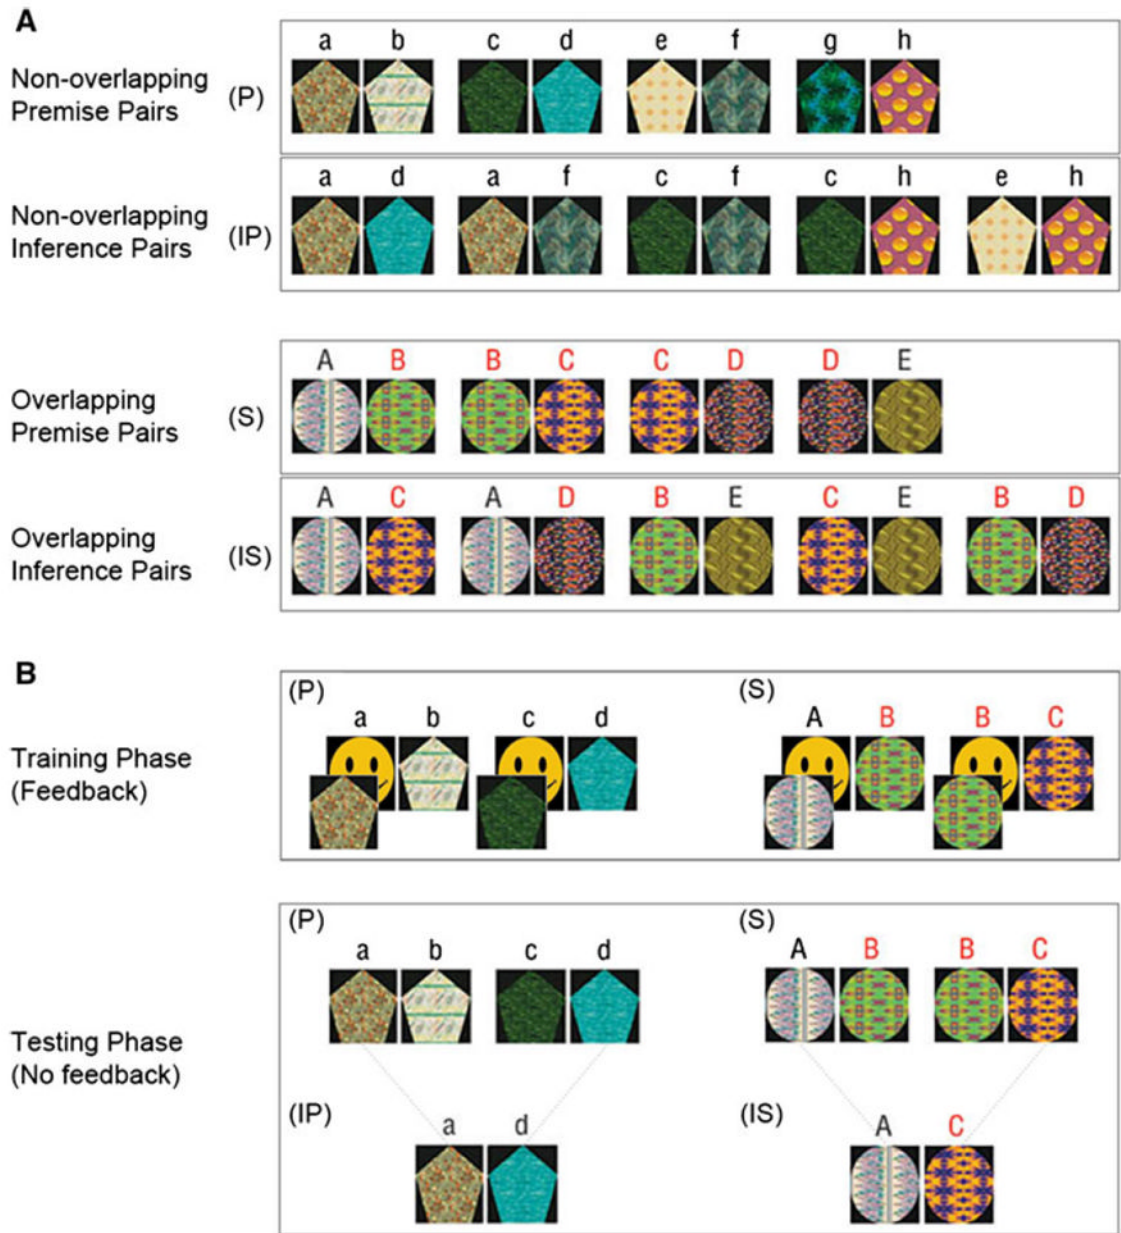 A
Non-overlapping
Premise Pairs
(P)
a b c d e f g h
Non-overlapping
Inference Pairs
(IP)
a d a f c f c h e h
Overlapping
Premise Pairs
(S)
A B B C C D D E
Overlapping
Inference Pairs
(IS)
A C A D B E C E B D
B
Training Phase
(Feedback)
(P)
a b c d
(S)
A B B C
Testing Phase
(No feedback)
(P)
a b c d
(S)
A B B C
(IP)
a d
(IS)
A C